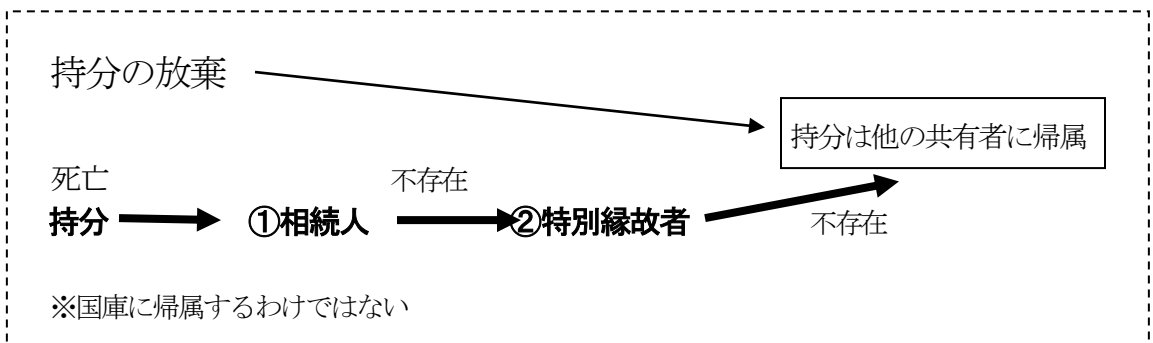 持分の放棄
持分は他の共有者に帰属
死亡 不存在
持分 ①相続人 ②特別縁故者 不存在
※国庫に帰属するわけではない